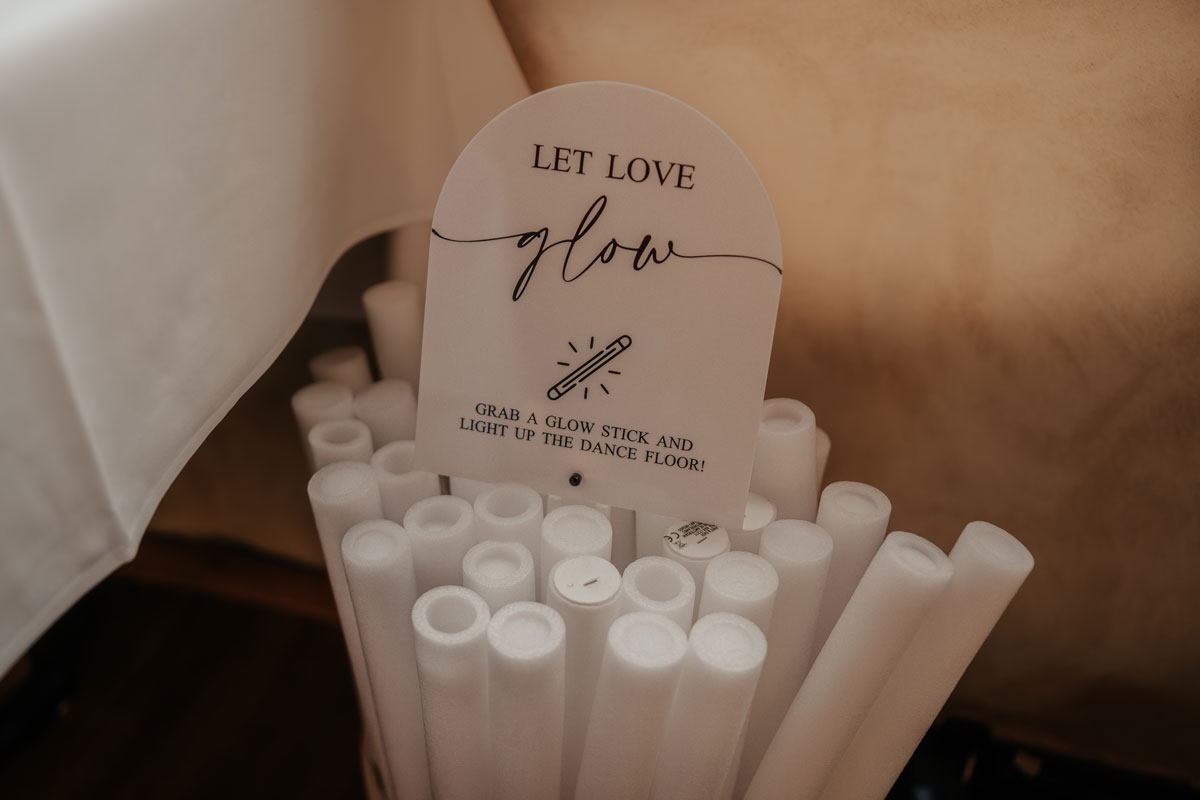 LET LOVE
glow
GRAB A GLOW STICK AND
LIGHT UP THE DANCE FLOOR!